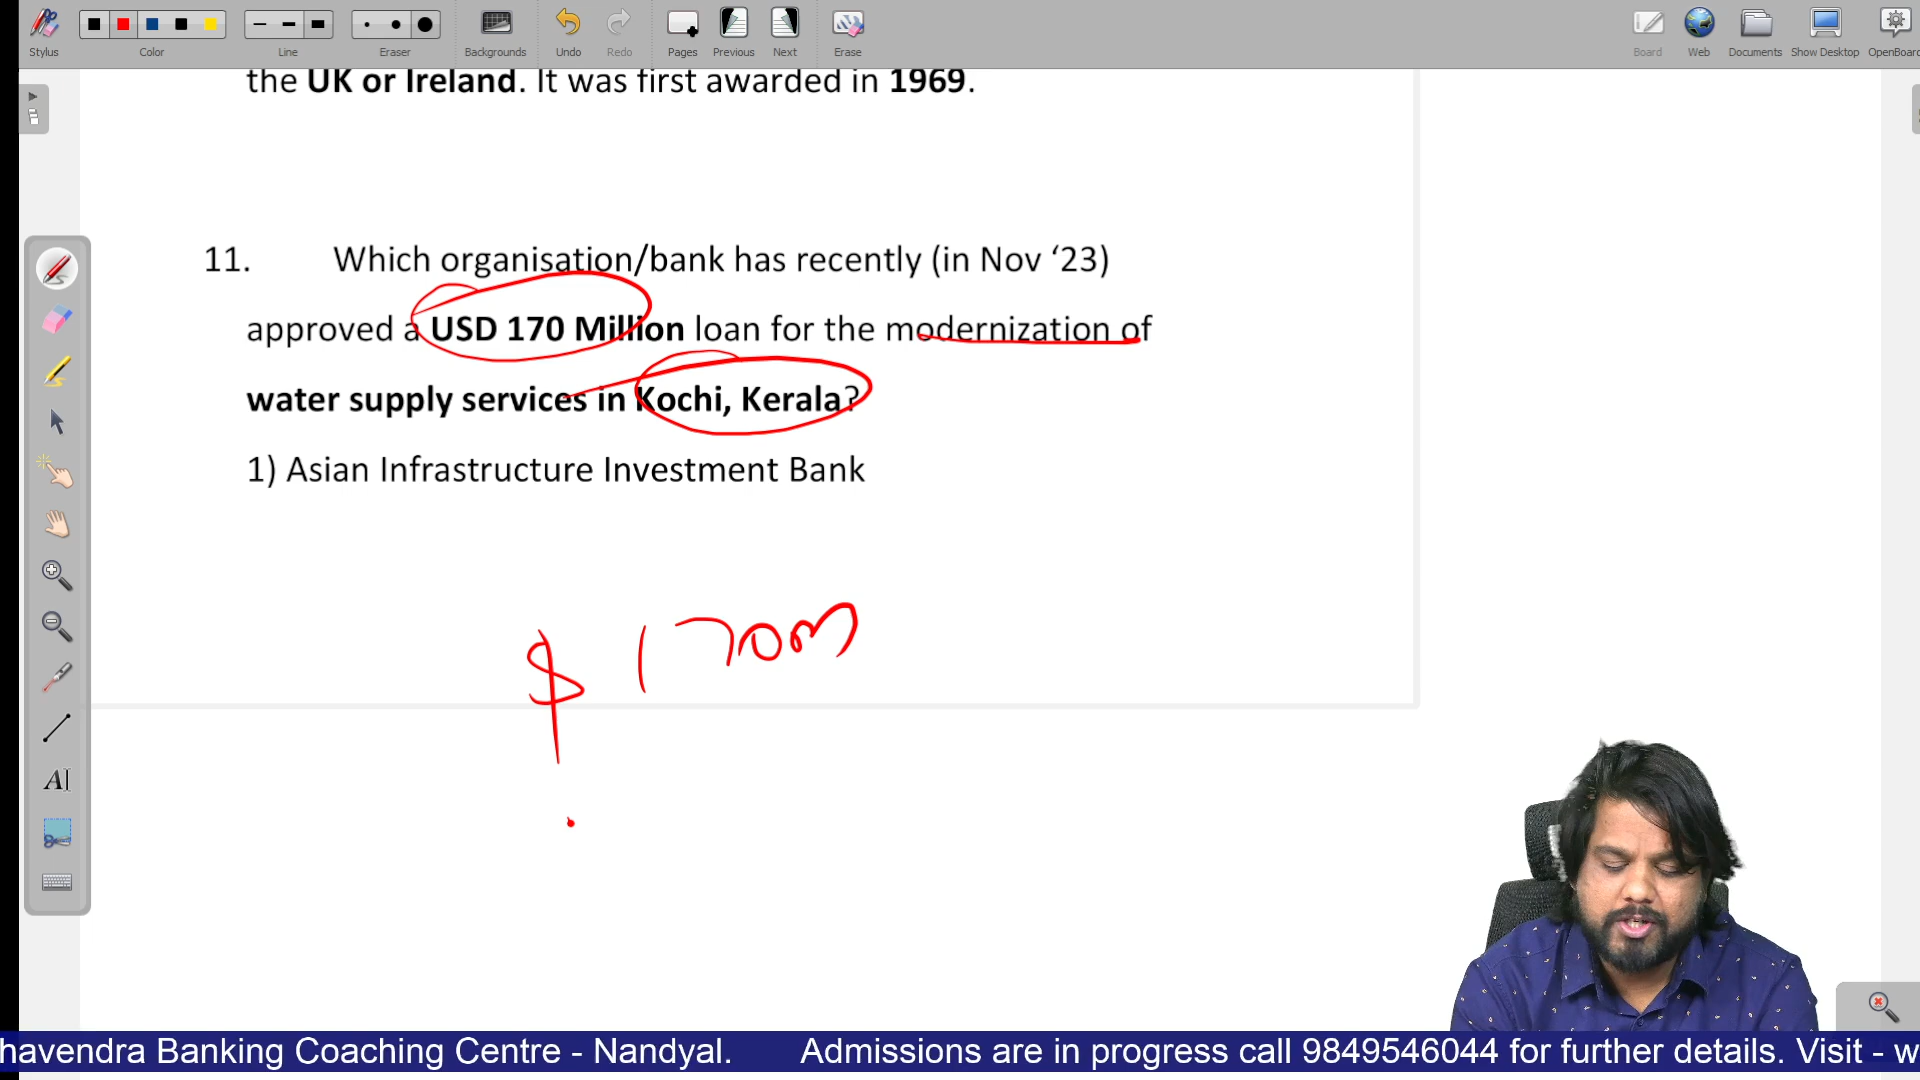 Stylus
Color
Line
Eraser
Backgrounds
Undo
Redo
Pages
Previous
Next
Erase
Board
Web
Documents
Show Desktop
OpenBoar
the UK or Ireland. It was first awarded in 1969.
11. Which organisation/bank has recently (in Nov ‘23)
approved a USD 170 Million loan for the modernization of
water supply services in Kochi, Kerala?
1) Asian Infrastructure Investment Bank
$ 170m
havendra Banking Coaching Centre - Nandyal. Admissions are in progress call 9849546044 for further details. Visit - w